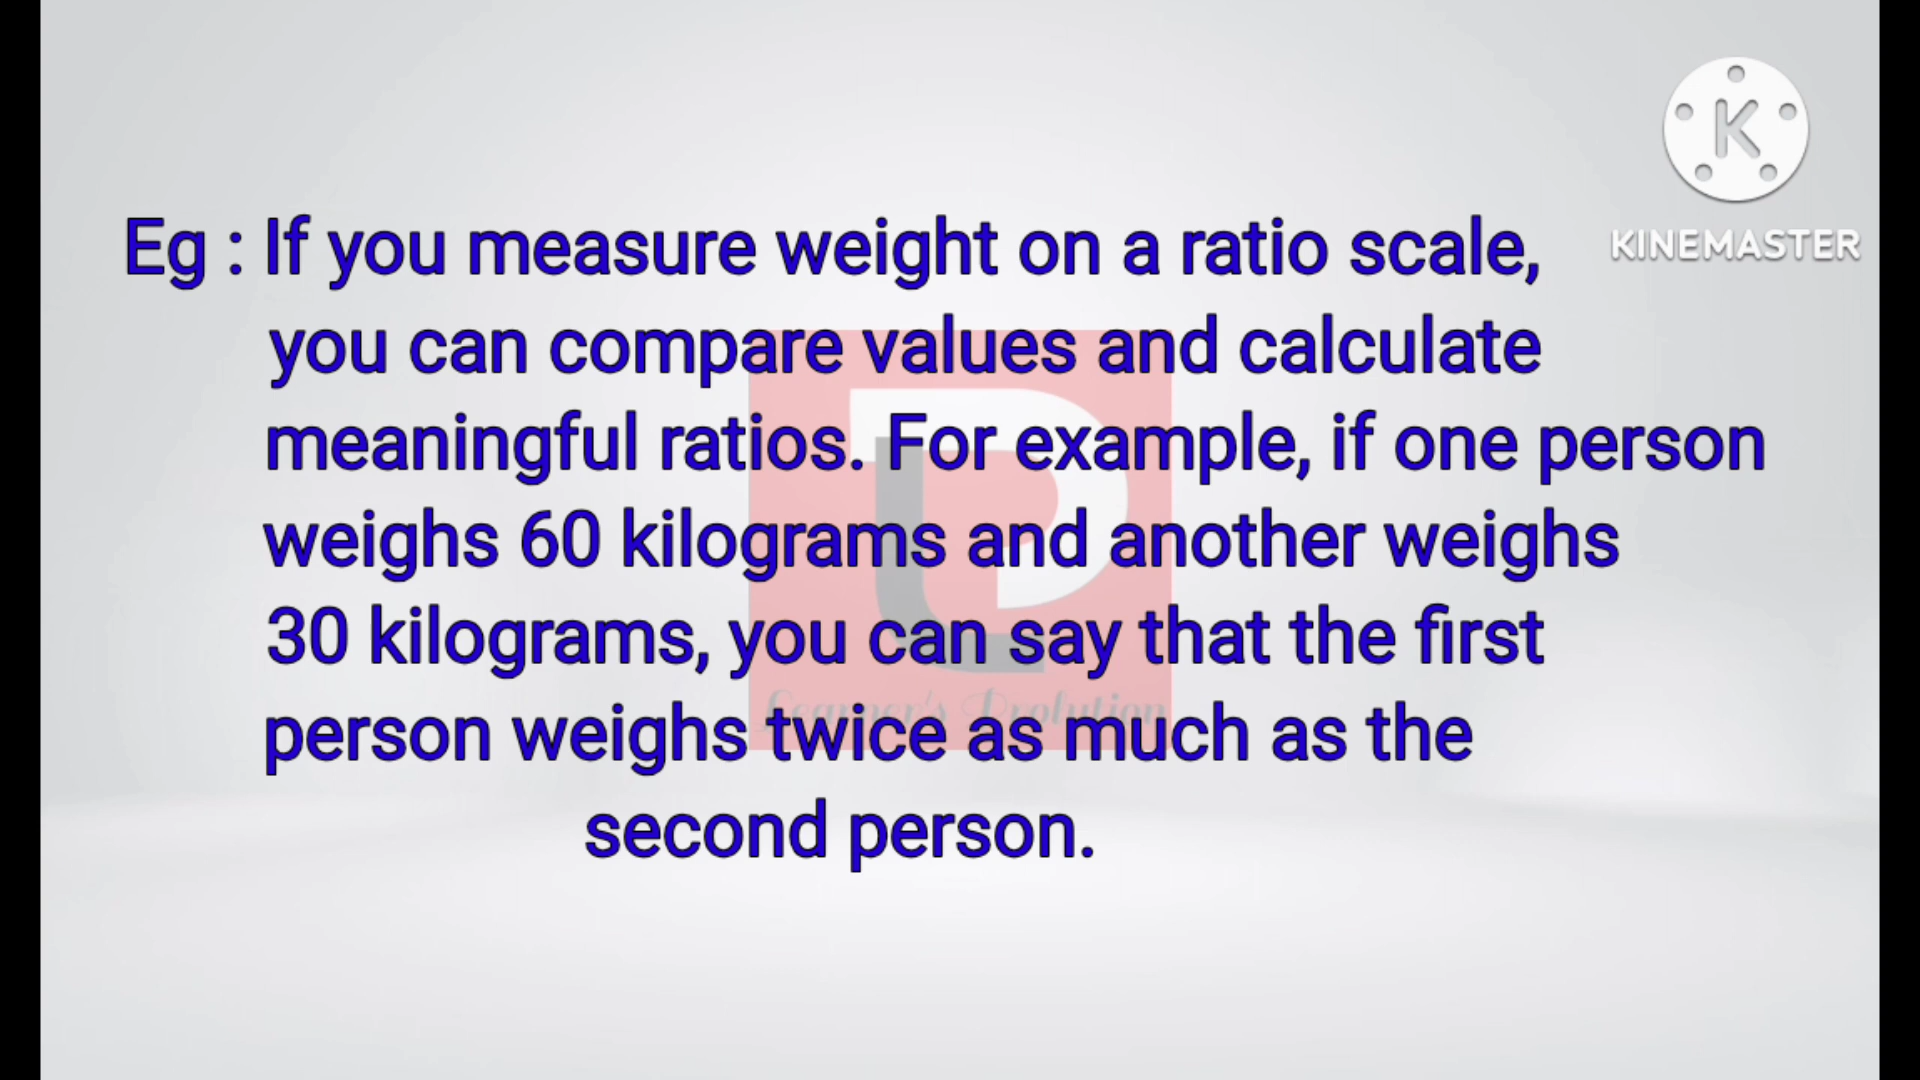 KINEMASTER
Eg : If you measure weight on a ratio scale,
you can compare values and calculate
meaningful ratios. For example, if one person
weighs 60 kilograms and another weighs
30 kilograms, you can say that the first
person weighs twice as much as the
second person.